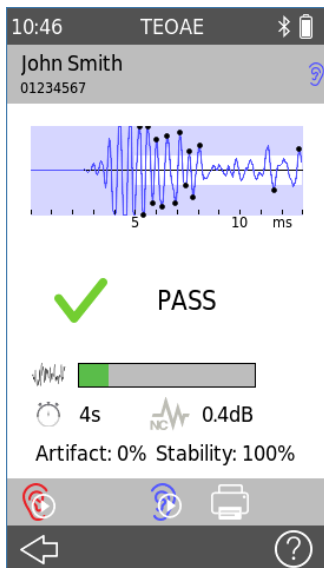 10:46 TEOAE
John Smith
01234567
5 10 ms
PASS
4s NC 0.4dB
Artifact: 0% Stability: 100%
?